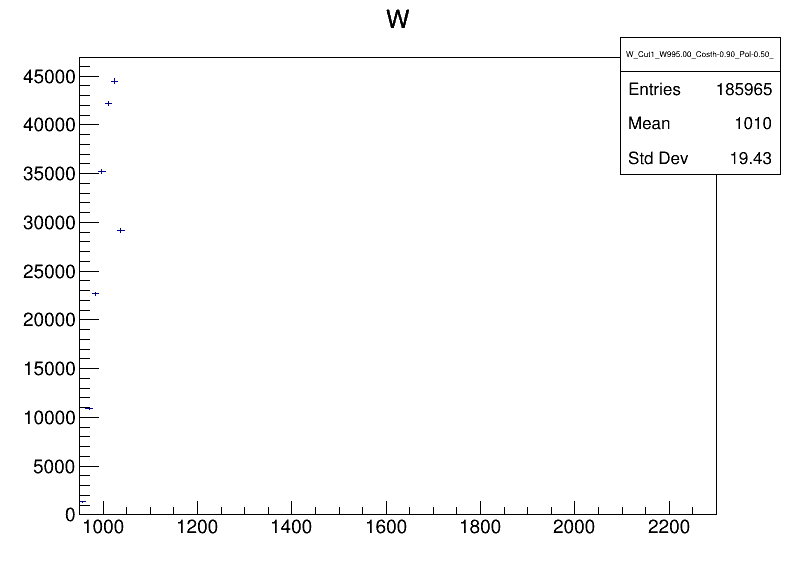 W
W_Cut1_W995.00_Costh-0.90_Pol-0.50_
Entries 185965
Mean 1010
Std Dev 19.43
45000
40000
35000
30000
25000
20000
15000
10000
5000
0
1000 1200 1400 1600 1800 2000 2200